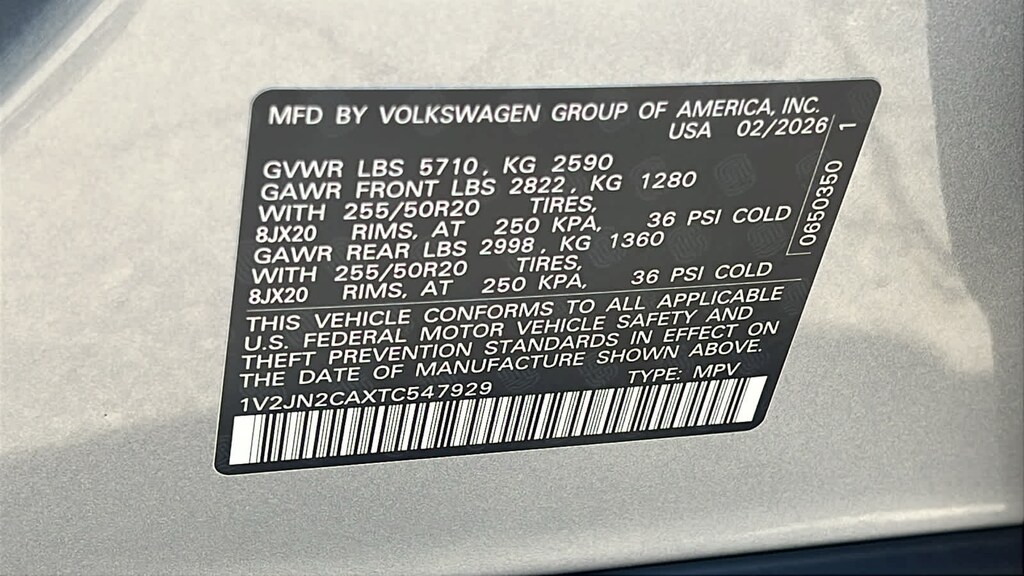 MFD BY VOLKSWAGEN GROUP OF AMERICA, INC.
USA 02/2026
GVWR LBS 5710, KG 2590
GAWR FRONT LBS 2822, KG 1280
WITH 255/50R20 TIRES,
8JX20 RIMS, AT 250 KPA, 36 PSI COLD
GAWR REAR LBS 2998, KG 1360
WITH 255/50R20 TIRES,
8JX20 RIMS, AT 250 KPA, 36 PSI COLD
0650350 1
THIS VEHICLE CONFORMS TO ALL APPLICABLE
U.S. FEDERAL MOTOR VEHICLE SAFETY AND
THEFT PREVENTION STANDARDS IN EFFECT ON
THE DATE OF MANUFACTURE SHOWN ABOVE.
1V2JN2CAXTC547929 TYPE: MPV